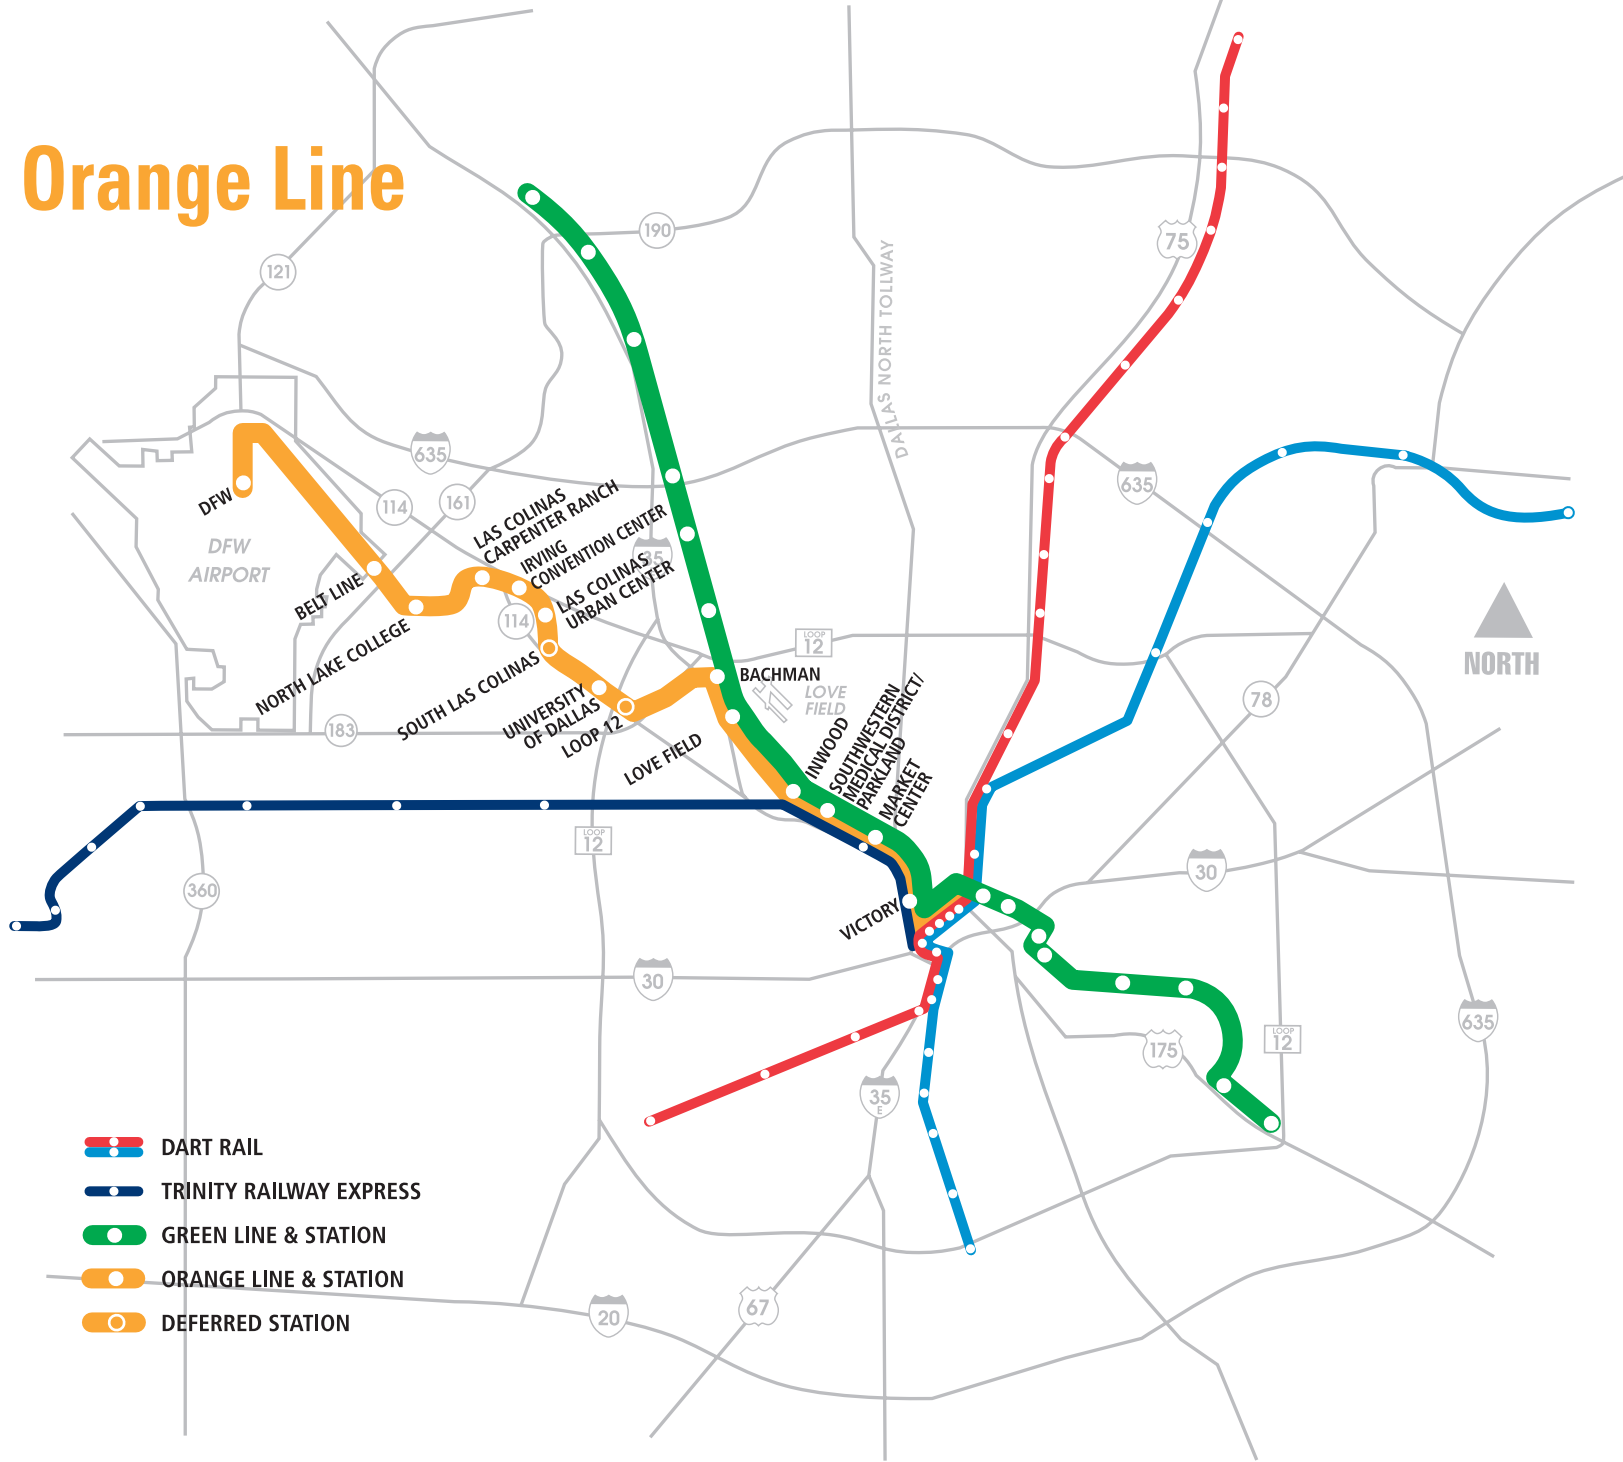 Orange Line
121
190
75
DALLAS NORTH TOLLWAY
635
635
114
161
DFW
DFW
AIRPORT
LAS COLINAS
CARPENTER RANCH
IRVING
CONVENTION CENTER
35
LAS COLINAS
URBAN CENTER
BELT LINE
114
NORTH LAKE COLLEGE
LOOP
12
NORTH
SOUTH LAS COLINAS
BACHMAN
LOVE
FIELD
78
183
UNIVERSITY
OF DALLAS
LOOP 12
LOVE FIELD
INWOOD
SOUTHWESTERN
MEDICAL DISTRICT/
PARKLAND
MARKET
CENTER
LOOP
12
30
360
VICTORY
30
635
LOOP
12
175
35
E
DART RAIL
TRINITY RAILWAY EXPRESS
GREEN LINE & STATION
ORANGE LINE & STATION
DEFERRED STATION
20
67